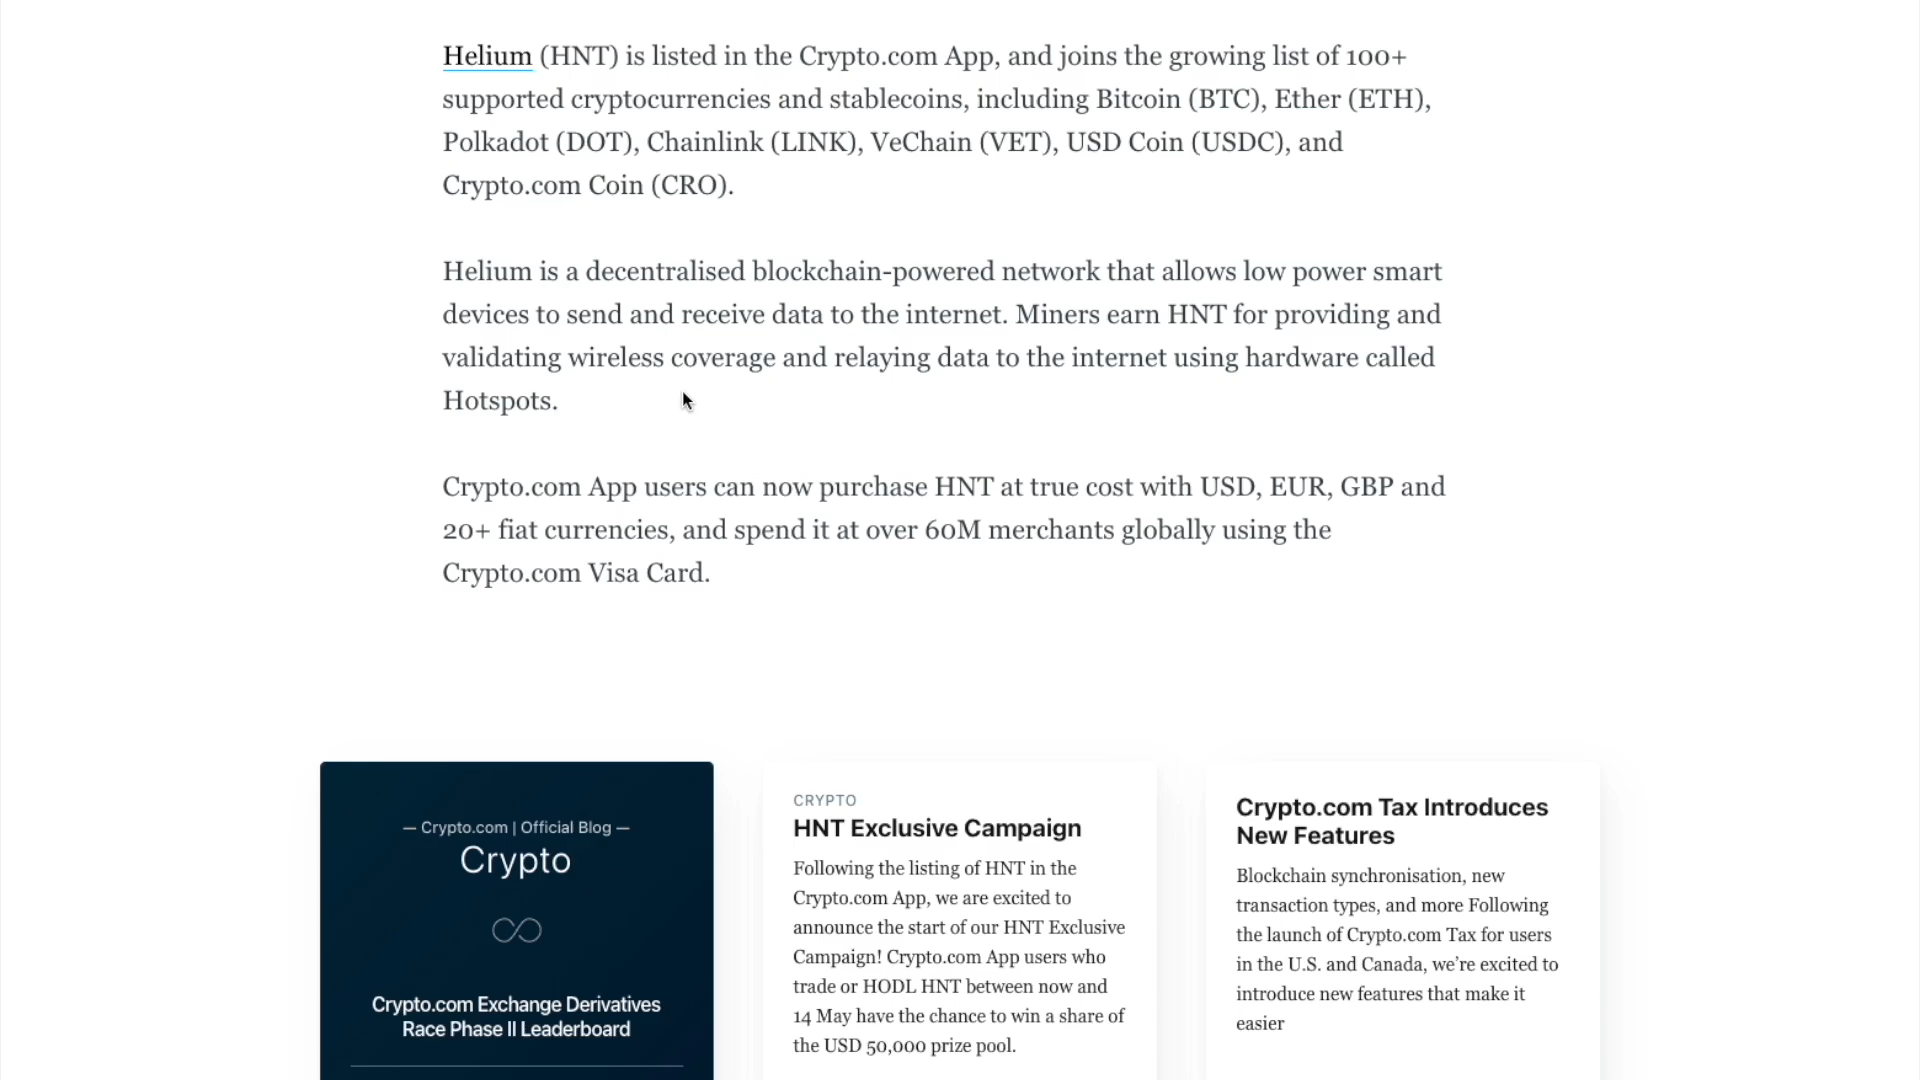 Helium (HNT) is listed in the Crypto.com App, and joins the growing list of 100+
supported cryptocurrencies and stablecoins, including Bitcoin (BTC), Ether (ETH),
Polkadot (DOT), Chainlink (LINK), VeChain (VET), USD Coin (USDC), and
Crypto.com Coin (CRO).
Helium is a decentralised blockchain-powered network that allows low power smart
devices to send and receive data to the internet. Miners earn HNT for providing and
validating wireless coverage and relaying data to the internet using hardware called
Hotspots.
Crypto.com App users can now purchase HNT at true cost with USD, EUR, GBP and
20+ fiat currencies, and spend it at over 60M merchants globally using the
Crypto.com Visa Card.
— Crypto.com | Official Blog —
Crypto
Crypto.com Exchange Derivatives
Race Phase II Leaderboard
CRYPTO
HNT Exclusive Campaign
Following the listing of HNT in the
Crypto.com App, we are excited to
announce the start of our HNT Exclusive
Campaign! Crypto.com App users who
trade or HODL HNT between now and
14 May have the chance to win a share of
the USD 50,000 prize pool.
Crypto.com Tax Introduces
New Features
Blockchain synchronisation, new
transaction types, and more Following
the launch of Crypto.com Tax for users
in the U.S. and Canada, we’re excited to
introduce new features that make it
easier